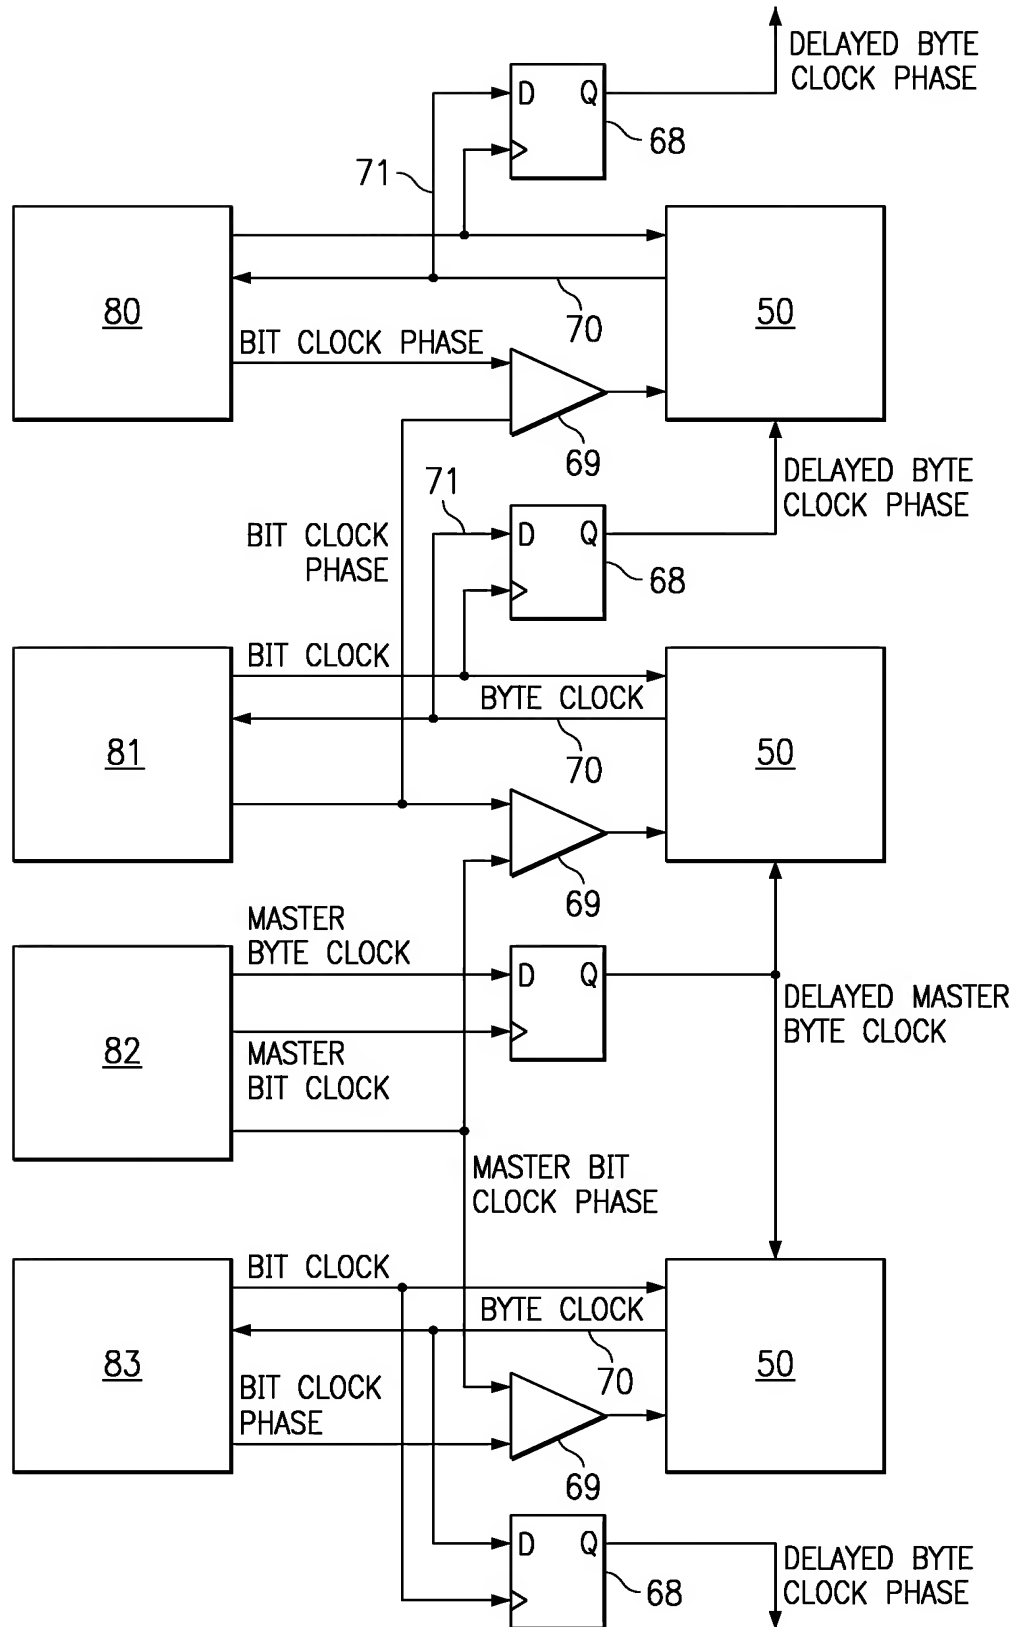 DELAYED BYTE
CLOCK PHASE
D Q
68
71
80
50
70
BIT CLOCK PHASE
69
DELAYED BYTE
CLOCK PHASE
71
D Q
BIT CLOCK
PHASE
68
BIT CLOCK
BYTE CLOCK
81
50
70
69
MASTER
BYTE CLOCK
D Q
DELAYED MASTER
BYTE CLOCK
82
MASTER
BIT CLOCK
MASTER BIT
CLOCK PHASE
BIT CLOCK
BYTE CLOCK
83
50
70
BIT CLOCK
PHASE
69
D Q
68
DELAYED BYTE
CLOCK PHASE